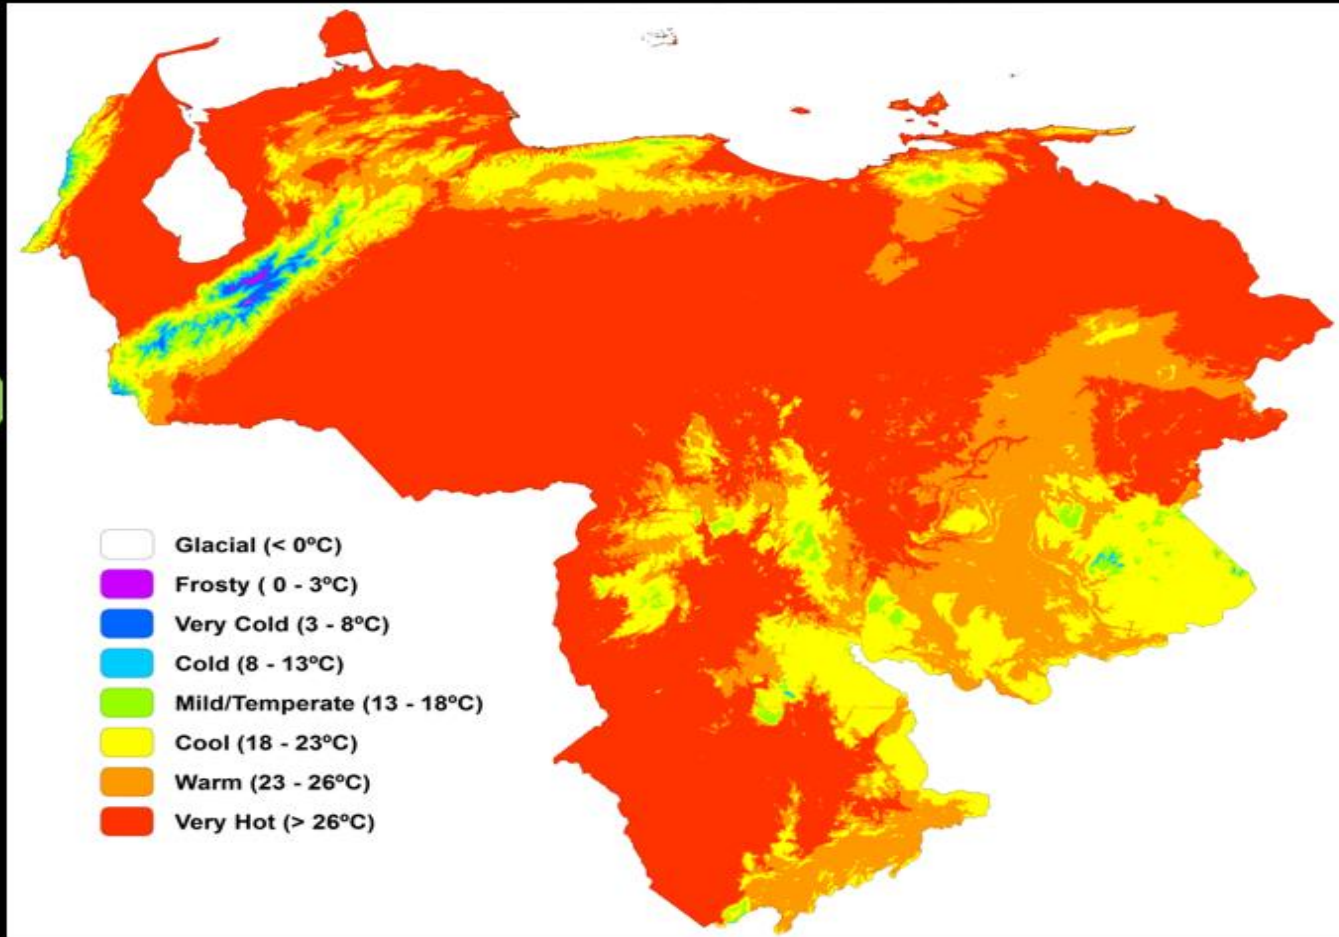 Glacial (< 0ºC)
Frosty ( 0 - 3ºC)
Very Cold (3 - 8ºC)
Cold (8 - 13ºC)
Mild/Temperate (13 - 18ºC)
Cool (18 - 23ºC)
Warm (23 - 26ºC)
Very Hot (> 26ºC)